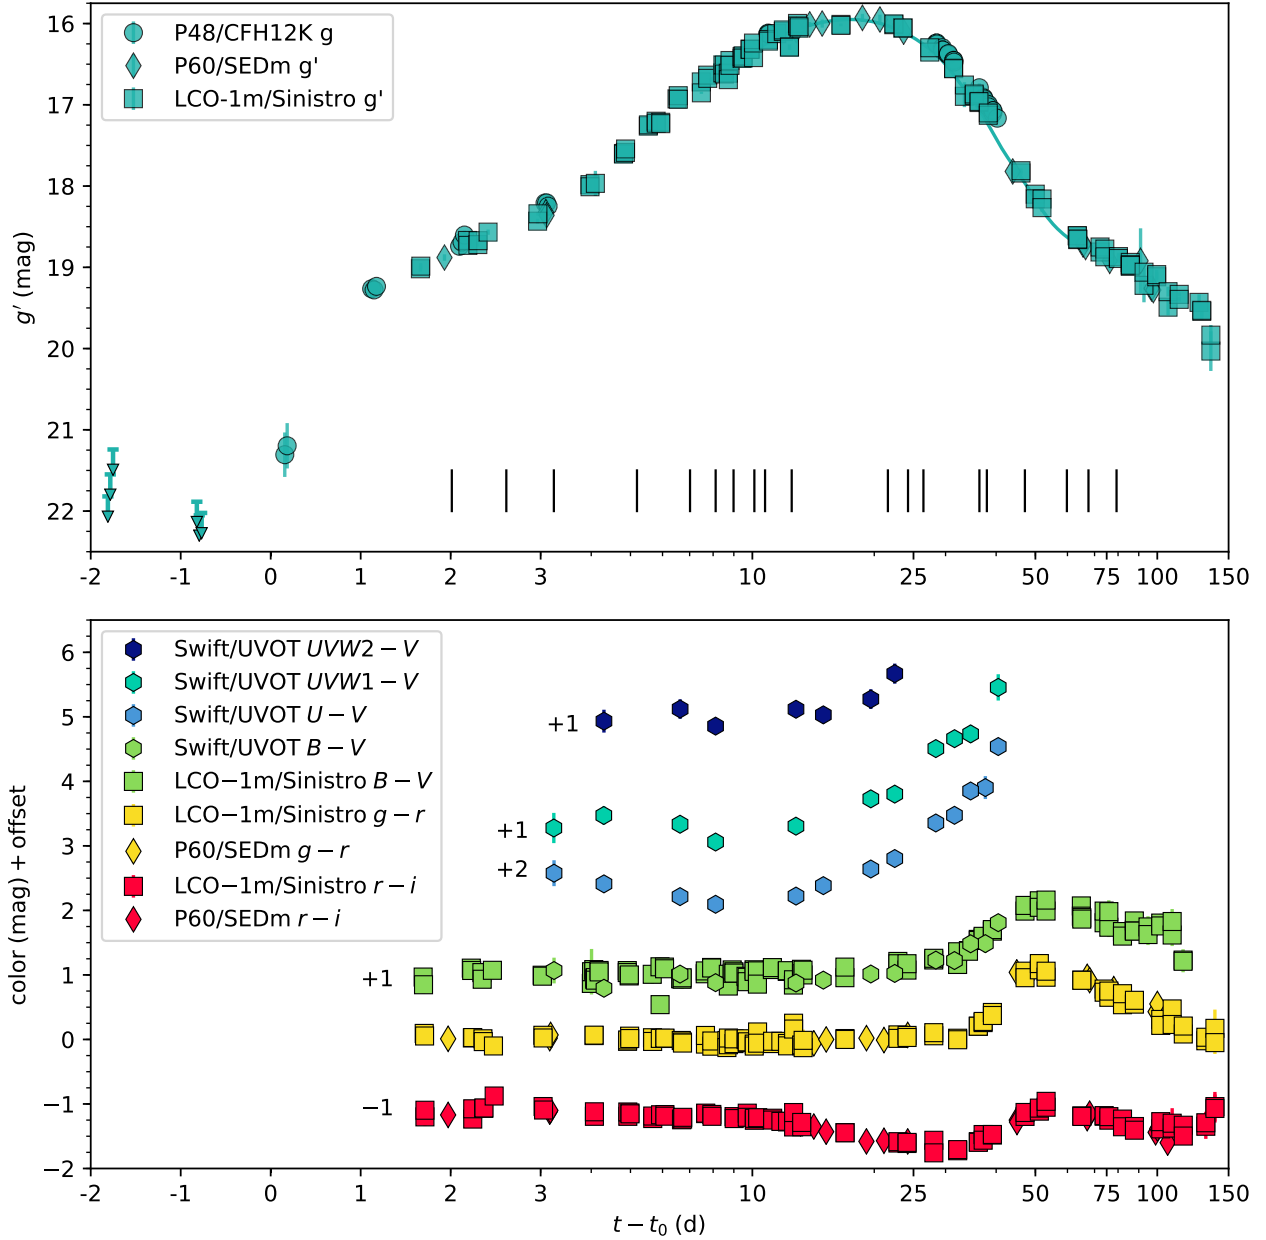 P48/CFH12K g
P60/SEDm g'
LCO-1m/Sinistro g'
16
17
18
19
20
21
22
g' (mag)
-2 -1 0 1 2 3 10 25 50 75 100 150
Swift/UVOT UVW2 − V
Swift/UVOT UVW1 − V
Swift/UVOT U − V
Swift/UVOT B − V
LCO−1m/Sinistro B − V
LCO−1m/Sinistro g − r
P60/SEDm g − r
LCO−1m/Sinistro r − i
P60/SEDm r − i
+1
+1
+2
+1
−1
6
5
4
3
2
1
0
−1
−2
color (mag) + offset
-2 -1 0 1 2 3 10 25 50 75 100 150
t − t₀ (d)